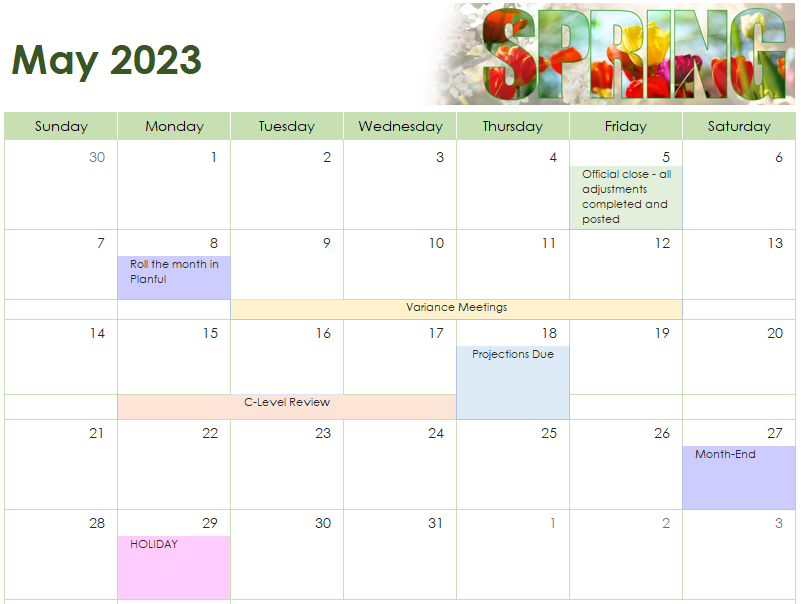 SPRING
May 2023
Sunday Monday Tuesday Wednesday Thursday Friday Saturday
30 1 2 3 4 5 6
Official close - all
adjustments
completed and
posted
7 8 9 10 11 12 13
Roll the month in
Planful
Variance Meetings
14 15 16 17 18 19 20
Projections Due
C-Level Review
21 22 23 24 25 26 27
Month-End
28 29 30 31 1 2 3
HOLIDAY